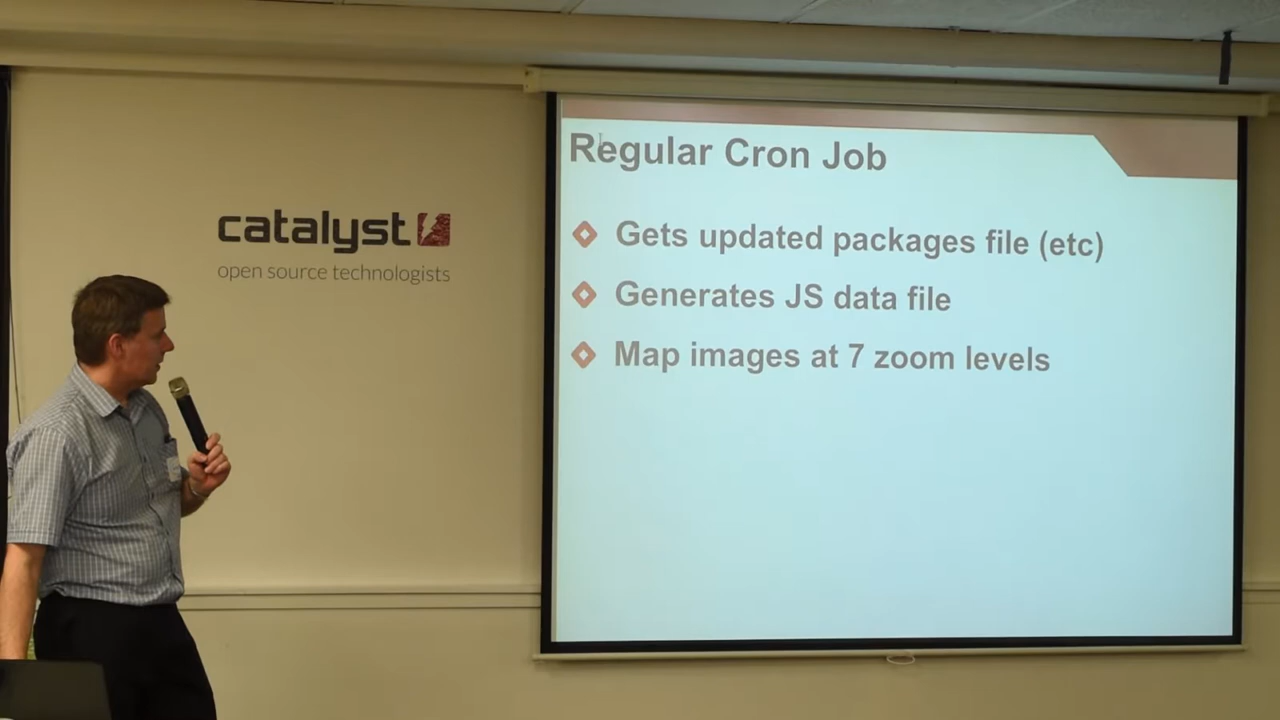 catalyst
open source technologists
Regular Cron Job
Gets updated packages file (etc)
Generates JS data file
Map images at 7 zoom levels